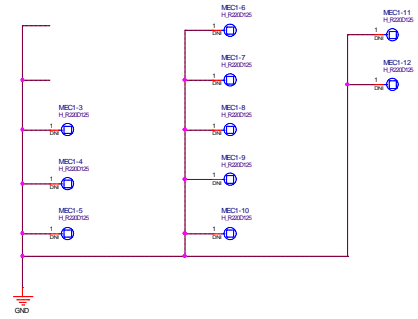 MEC1-6
H_R220D125
1
DNI
MEC1-11
H_R220D125
1
DNI
MEC1-7
H_R220D125
1
DNI
MEC1-12
H_R220D125
1
DNI
MEC1-3
H_R220D125
1
DNI
MEC1-8
H_R220D125
1
DNI
MEC1-4
H_R220D125
1
DNI
MEC1-9
H_R220D125
1
DNI
MEC1-5
H_R220D125
1
DNI
MEC1-10
H_R220D125
1
DNI
GND